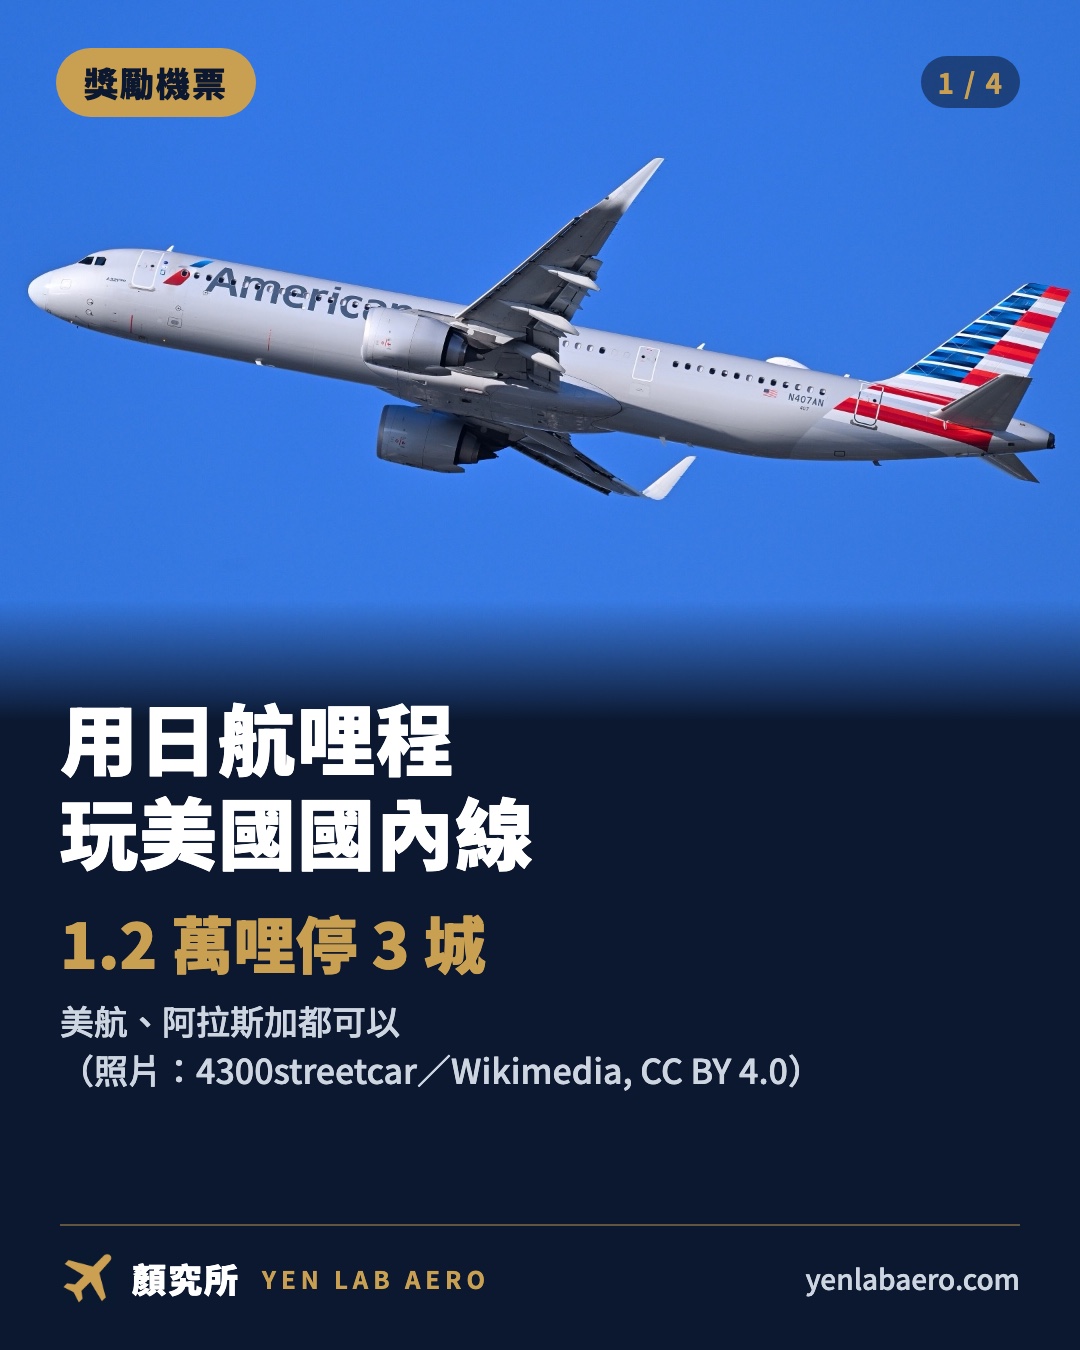 獎勵機票
1 / 4
American
N407AN
用日航哩程
玩美國國內線
1.2 萬哩停 3 城
美航、阿拉斯加都可以
（照片：4300streetcar／Wikimedia, CC BY 4.0）
顏究所 YEN LAB AERO
yenlabaero.com